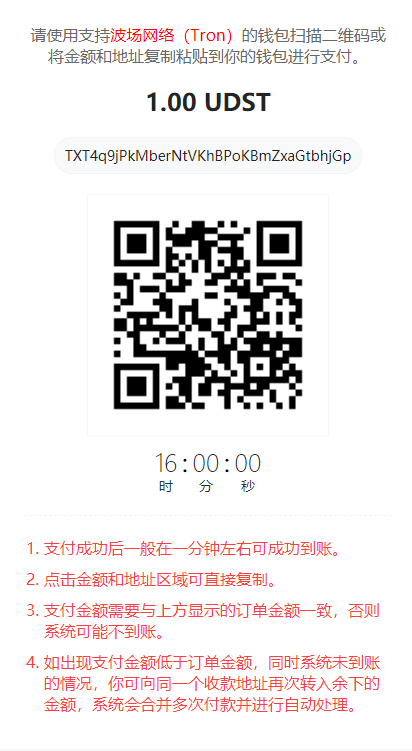 请使用支持波场网络（Tron）的钱包扫描二维码或
将金额和地址复制粘贴到你的钱包进行支付。
1.00 UDST
TXT4q9jPkMberNtVKhBPoKBmZxaGtbhjGp
16:00:00
时 分 秒
1. 支付成功后一般在一分钟左右可成功到账。
2. 点击金额和地址区域可直接复制。
3. 支付金额需要与上方显示的订单金额一致，否则
系统可能不到账。
4. 如出现支付金额低于订单金额，同时系统未到账
的情况，你可向同一个收款地址再次转入余下的
金额，系统会合并多次付款并进行自动处理。